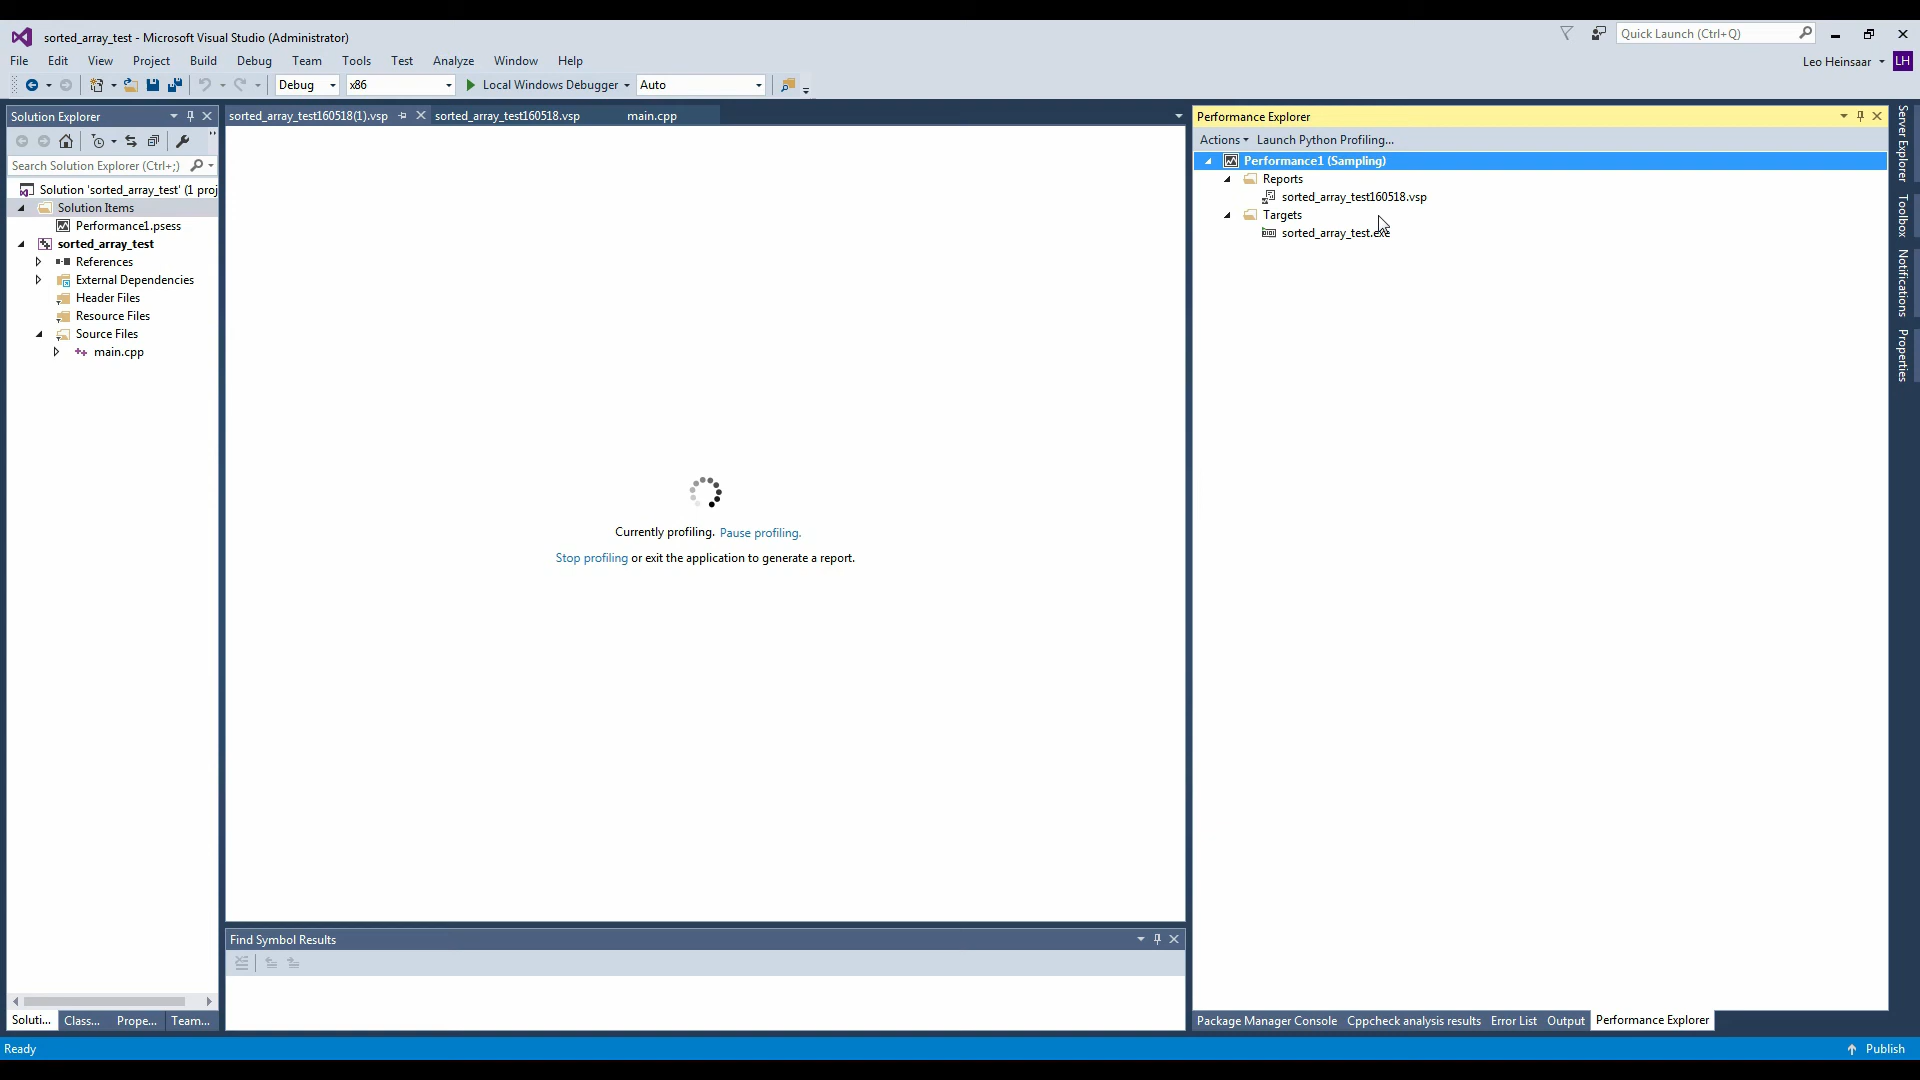 sorted_array_test - Microsoft Visual Studio (Administrator)
Quick Launch (Ctrl+Q)
File Edit View Project Build Debug Team Tools Test Analyze Window Help
Leo Heinsaar LH
Debug x86 Local Windows Debugger Auto
Solution Explorer
Search Solution Explorer (Ctrl+;)
Solution 'sorted_array_test' (1 proj
Solution Items
Performance1.psess
sorted_array_test
References
External Dependencies
Header Files
Resource Files
Source Files
main.cpp
Soluti... Class... Prope... Team...
sorted_array_test160518(1).vsp sorted_array_test160518.vsp main.cpp
Currently profiling. Pause profiling.
Stop profiling or exit the application to generate a report.
Find Symbol Results
Performance Explorer
Actions Launch Python Profiling...
Performance1 (Sampling)
Reports
sorted_array_test160518.vsp
Targets
sorted_array_test.exe
Package Manager Console Cppcheck analysis results Error List Output Performance Explorer
Server Explorer
Toolbox
Notifications
Properties
Ready
Publish